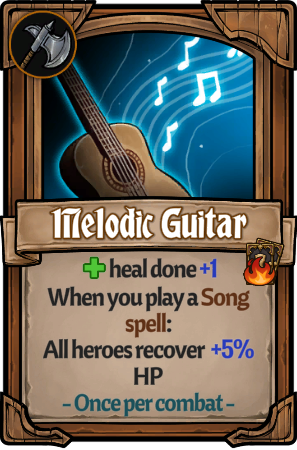 Melodic Guitar
heal done +1
When you play a Song
spell:
All heroes recover +5%
HP
- Once per combat -